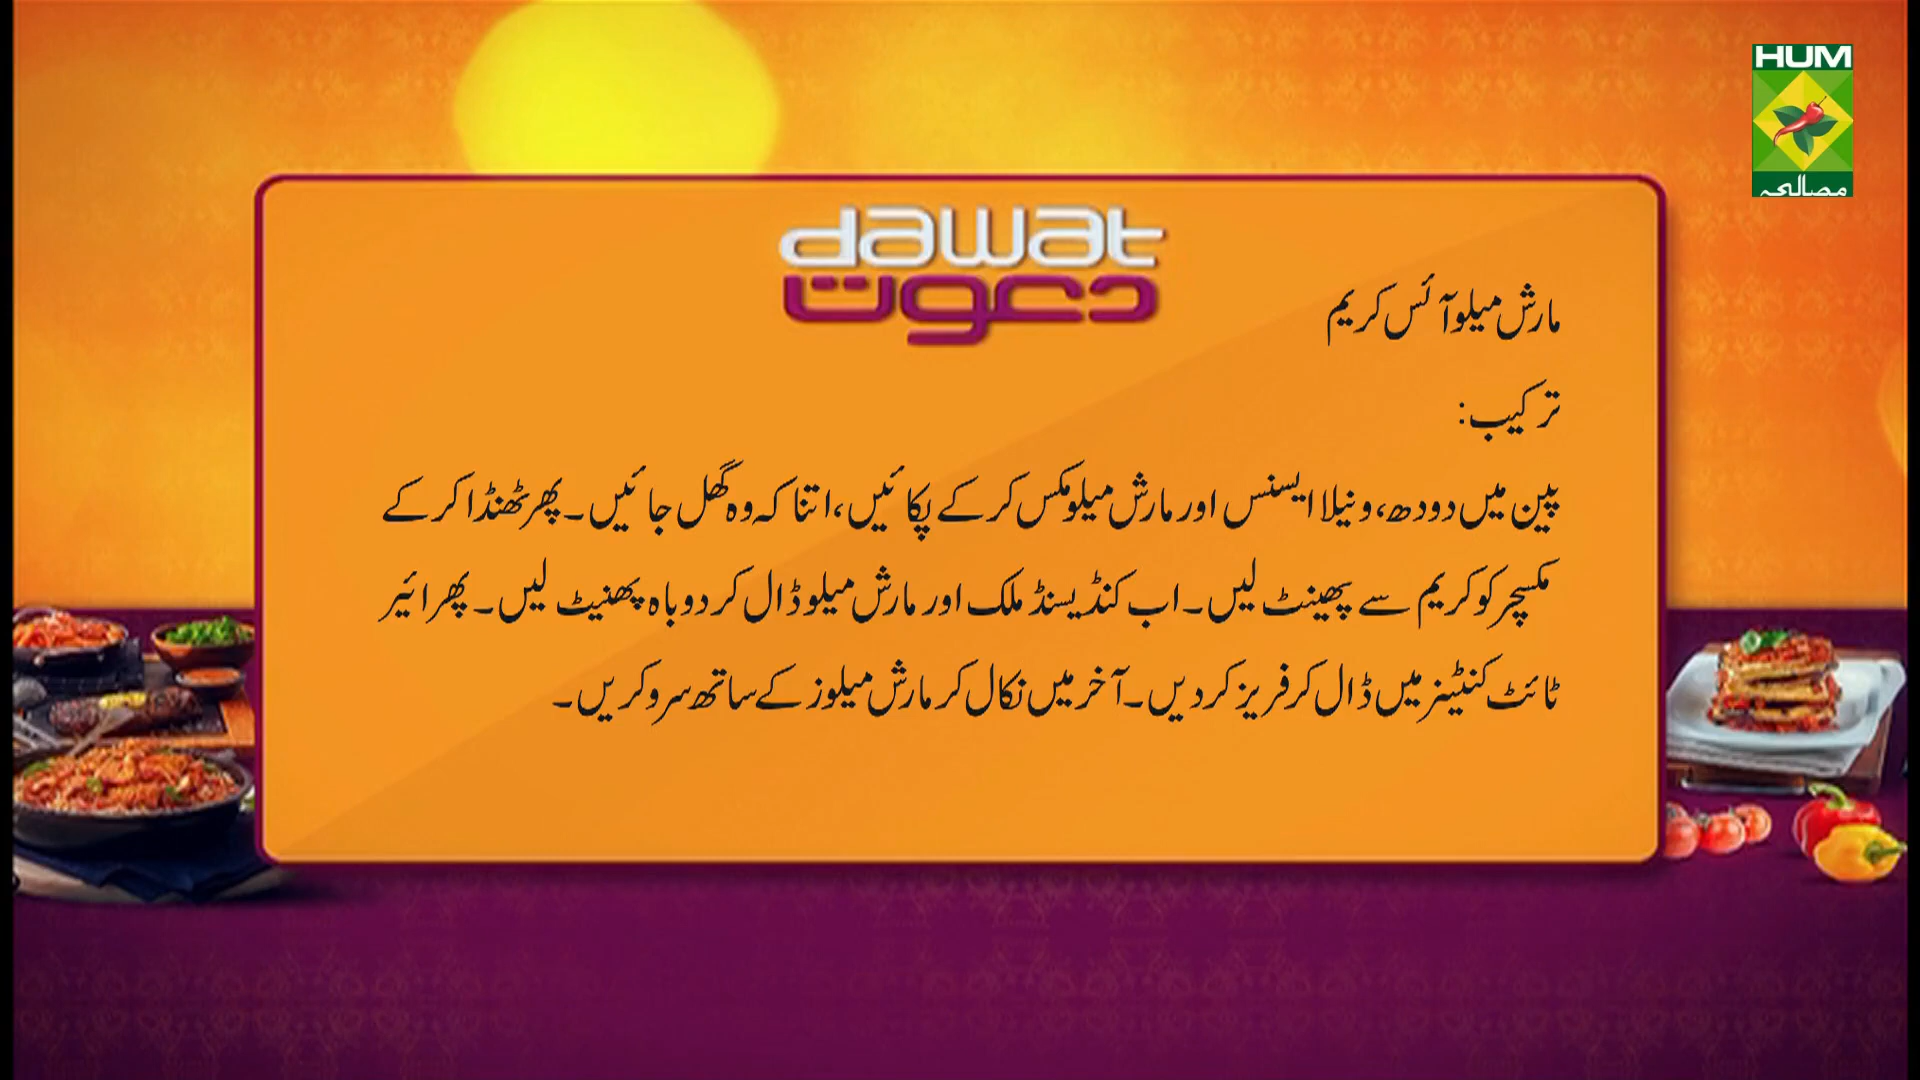 HUM
مصالحہ
dawat
دعوت
مارش میلو آئس کریم
ترکیب:
پین میں دودھ، ونیلا ایسنس اور مارش میلو مکس کر کے پکائیں، اتنا کہ وہ گھل جائیں۔ پھر ٹھنڈا کر کے
مکسچر کو کریم سے پھینٹ لیں۔ اب کنڈیسنڈ ملک اور مارش میلو ڈال کر دوباہ پھنیٹ لیں۔ پھر ائیر
ٹائٹ کنٹینر میں ڈال کر فریز کر دیں۔ آخر میں نکال کر مارش میلوز کے ساتھ سرو کریں۔